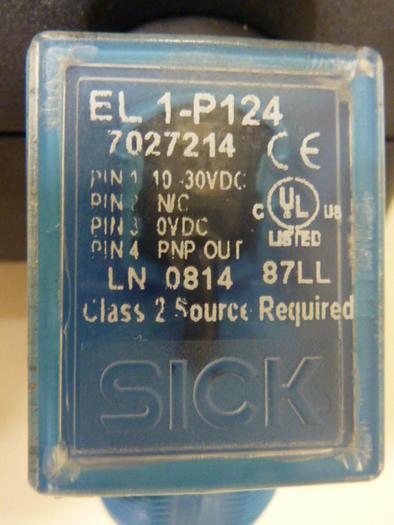 EL 1-P124
7027214 CE
PIN 1 10-30VDC
PIN 2 N/C
PIN 3 0VDC
PIN 4 PNP OUT
C UL US
LISTED
LN 0814 87LL
Class 2 Source Required
SICK